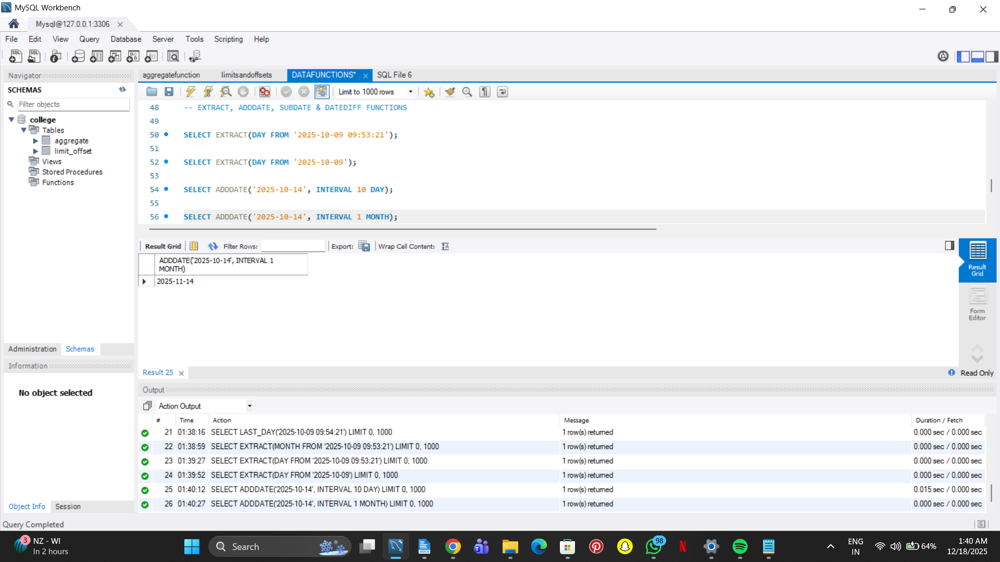 MySQL Workbench
Mysql@127.0.0.1:3306
File Edit View Query Database Server Tools Scripting Help
Navigator
SCHEMAS
Filter objects
college
Tables
aggregate
limit_offset
Views
Stored Procedures
Functions
Administration Schemas
Information
No object selected
Object Info Session
aggregatefunction limitsandoffsets DATAFUNCTIONS* SQL File 6
Limit to 1000 rows
48 -- EXTRACT, ADDDATE, SUBDATE & DATEDIFF FUNCTIONS
49
50 SELECT EXTRACT(DAY FROM '2025-10-09 09:53:21');
51
52 SELECT EXTRACT(DAY FROM '2025-10-09');
53
54 SELECT ADDDATE('2025-10-14', INTERVAL 10 DAY);
55
56 SELECT ADDDATE('2025-10-14', INTERVAL 1 MONTH);
Result Grid Filter Rows: Export: Wrap Cell Content:
ADDDATE('2025-10-14', INTERVAL 1
MONTH)
2025-11-14
Result
Grid
Form
Editor
Result 25
Read Only
Output
Action Output
# Time Action Message Duration / Fetch
21 01:38:16 SELECT LAST_DAY('2025-10-09 09:54:21') LIMIT 0, 1000 1 row(s) returned 0.000 sec / 0.000 sec
22 01:38:59 SELECT EXTRACT(MONTH FROM '2025-10-09 09:53:21') LIMIT 0, 1000 1 row(s) returned 0.000 sec / 0.000 sec
23 01:39:27 SELECT EXTRACT(DAY FROM '2025-10-09 09:53:21') LIMIT 0, 1000 1 row(s) returned 0.000 sec / 0.000 sec
24 01:39:52 SELECT EXTRACT(DAY FROM '2025-10-09') LIMIT 0, 1000 1 row(s) returned 0.000 sec / 0.000 sec
25 01:40:12 SELECT ADDDATE('2025-10-14', INTERVAL 10 DAY) LIMIT 0, 1000 1 row(s) returned 0.015 sec / 0.000 sec
26 01:40:27 SELECT ADDDATE('2025-10-14', INTERVAL 1 MONTH) LIMIT 0, 1000 1 row(s) returned 0.000 sec / 0.000 sec
Query Completed
3
NZ - WI
In 2 hours
Search
DOCX
98
ENG
IN
64%
1:40 AM
12/18/2025